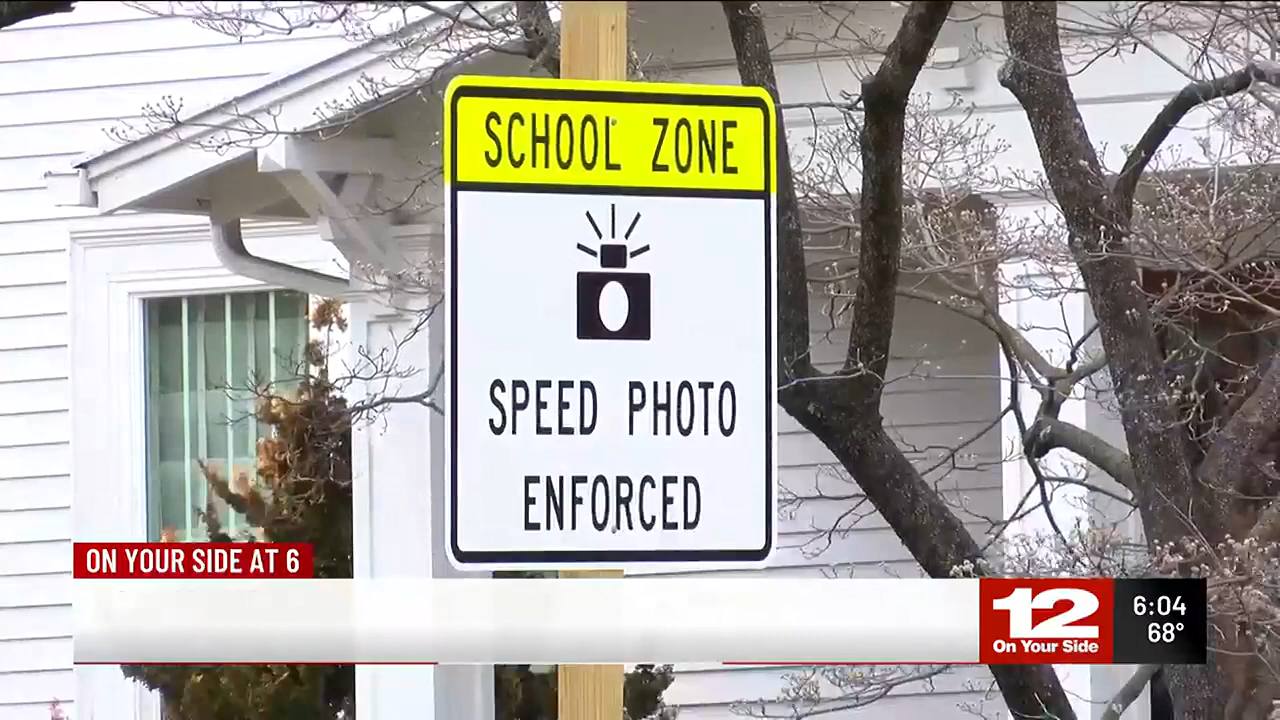 SCHOOL ZONE
SPEED PHOTO
ENFORCED
ON YOUR SIDE AT 6
12
On Your Side
6:04
68°